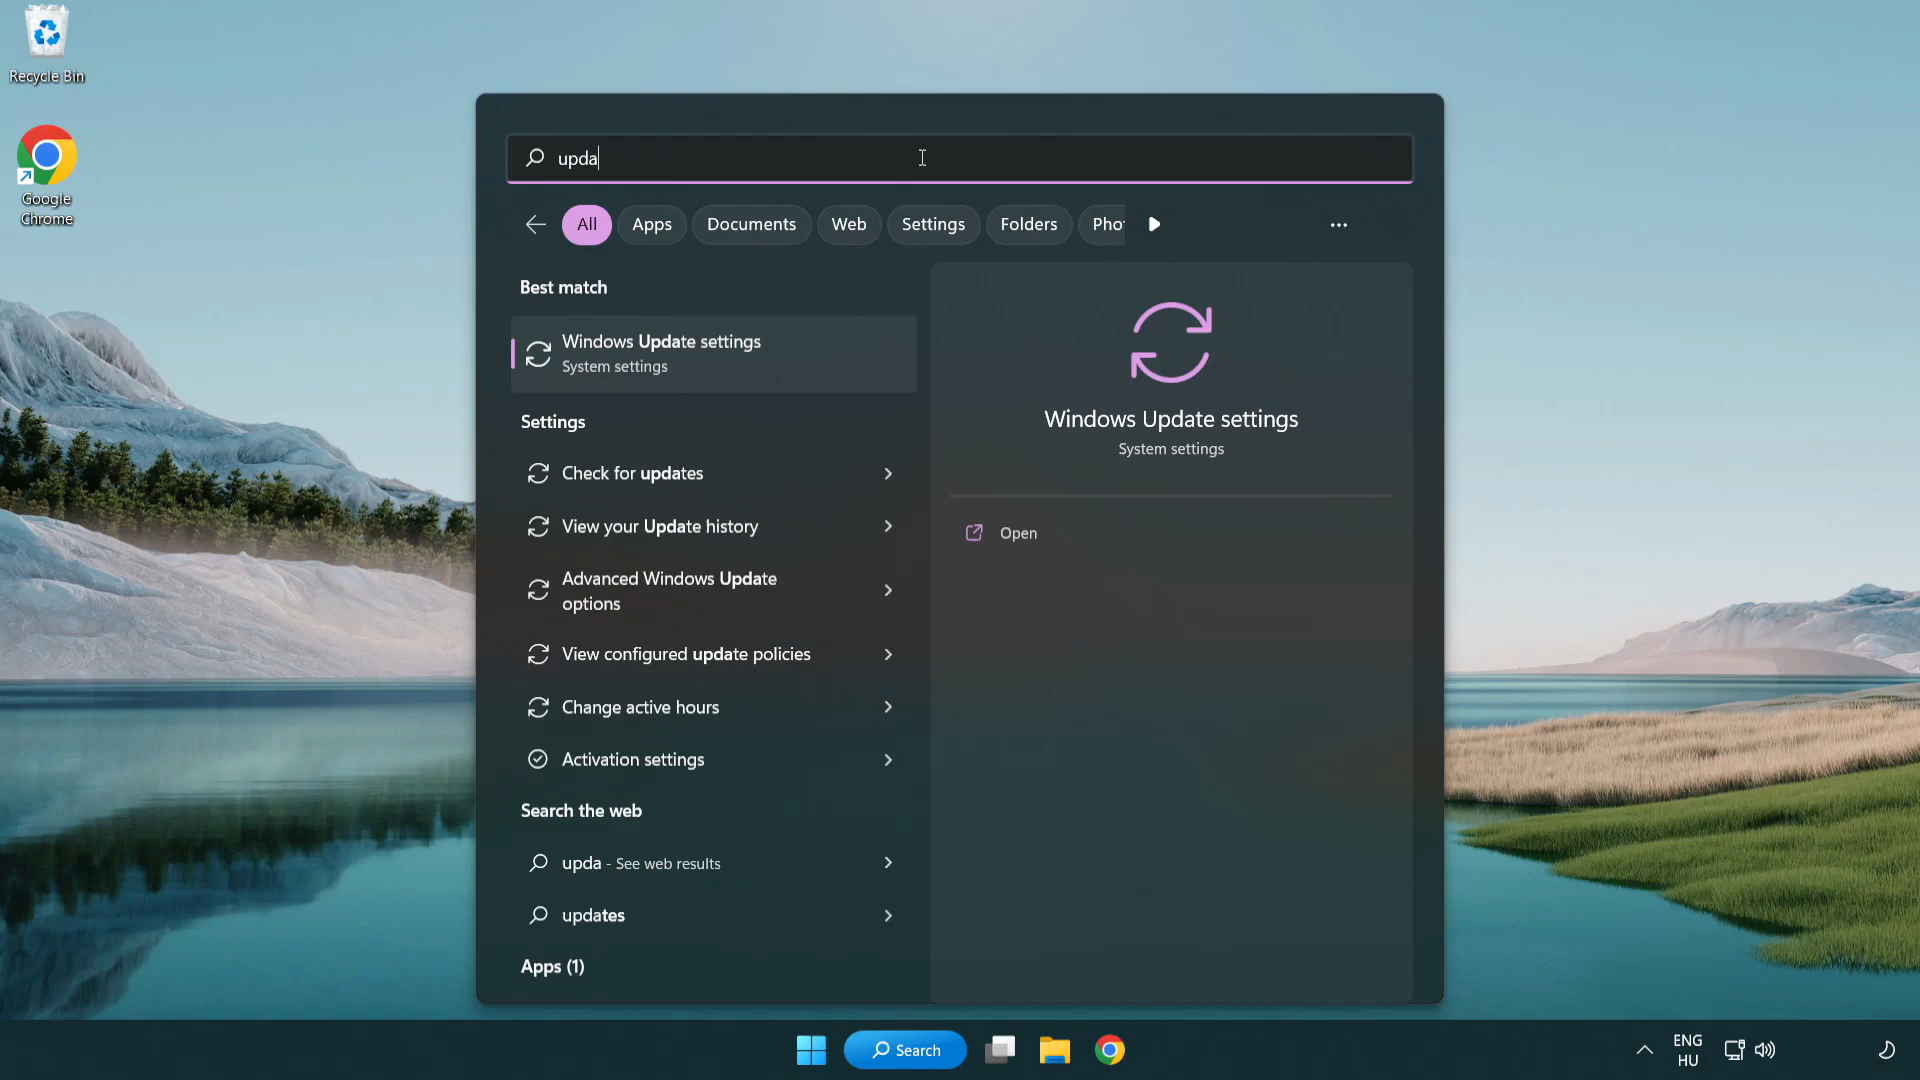 Recycle Bin
Google
Chrome
upda
All
Apps
Documents
Web
Settings
Folders
Pho
Best match
Windows Update settings
System settings
Settings
Check for updates
View your Update history
Advanced Windows Update
options
View configured update policies
Change active hours
Activation settings
Search the web
upda - See web results
updates
Apps (1)
Windows Update settings
System settings
Open
Search
ENG
HU